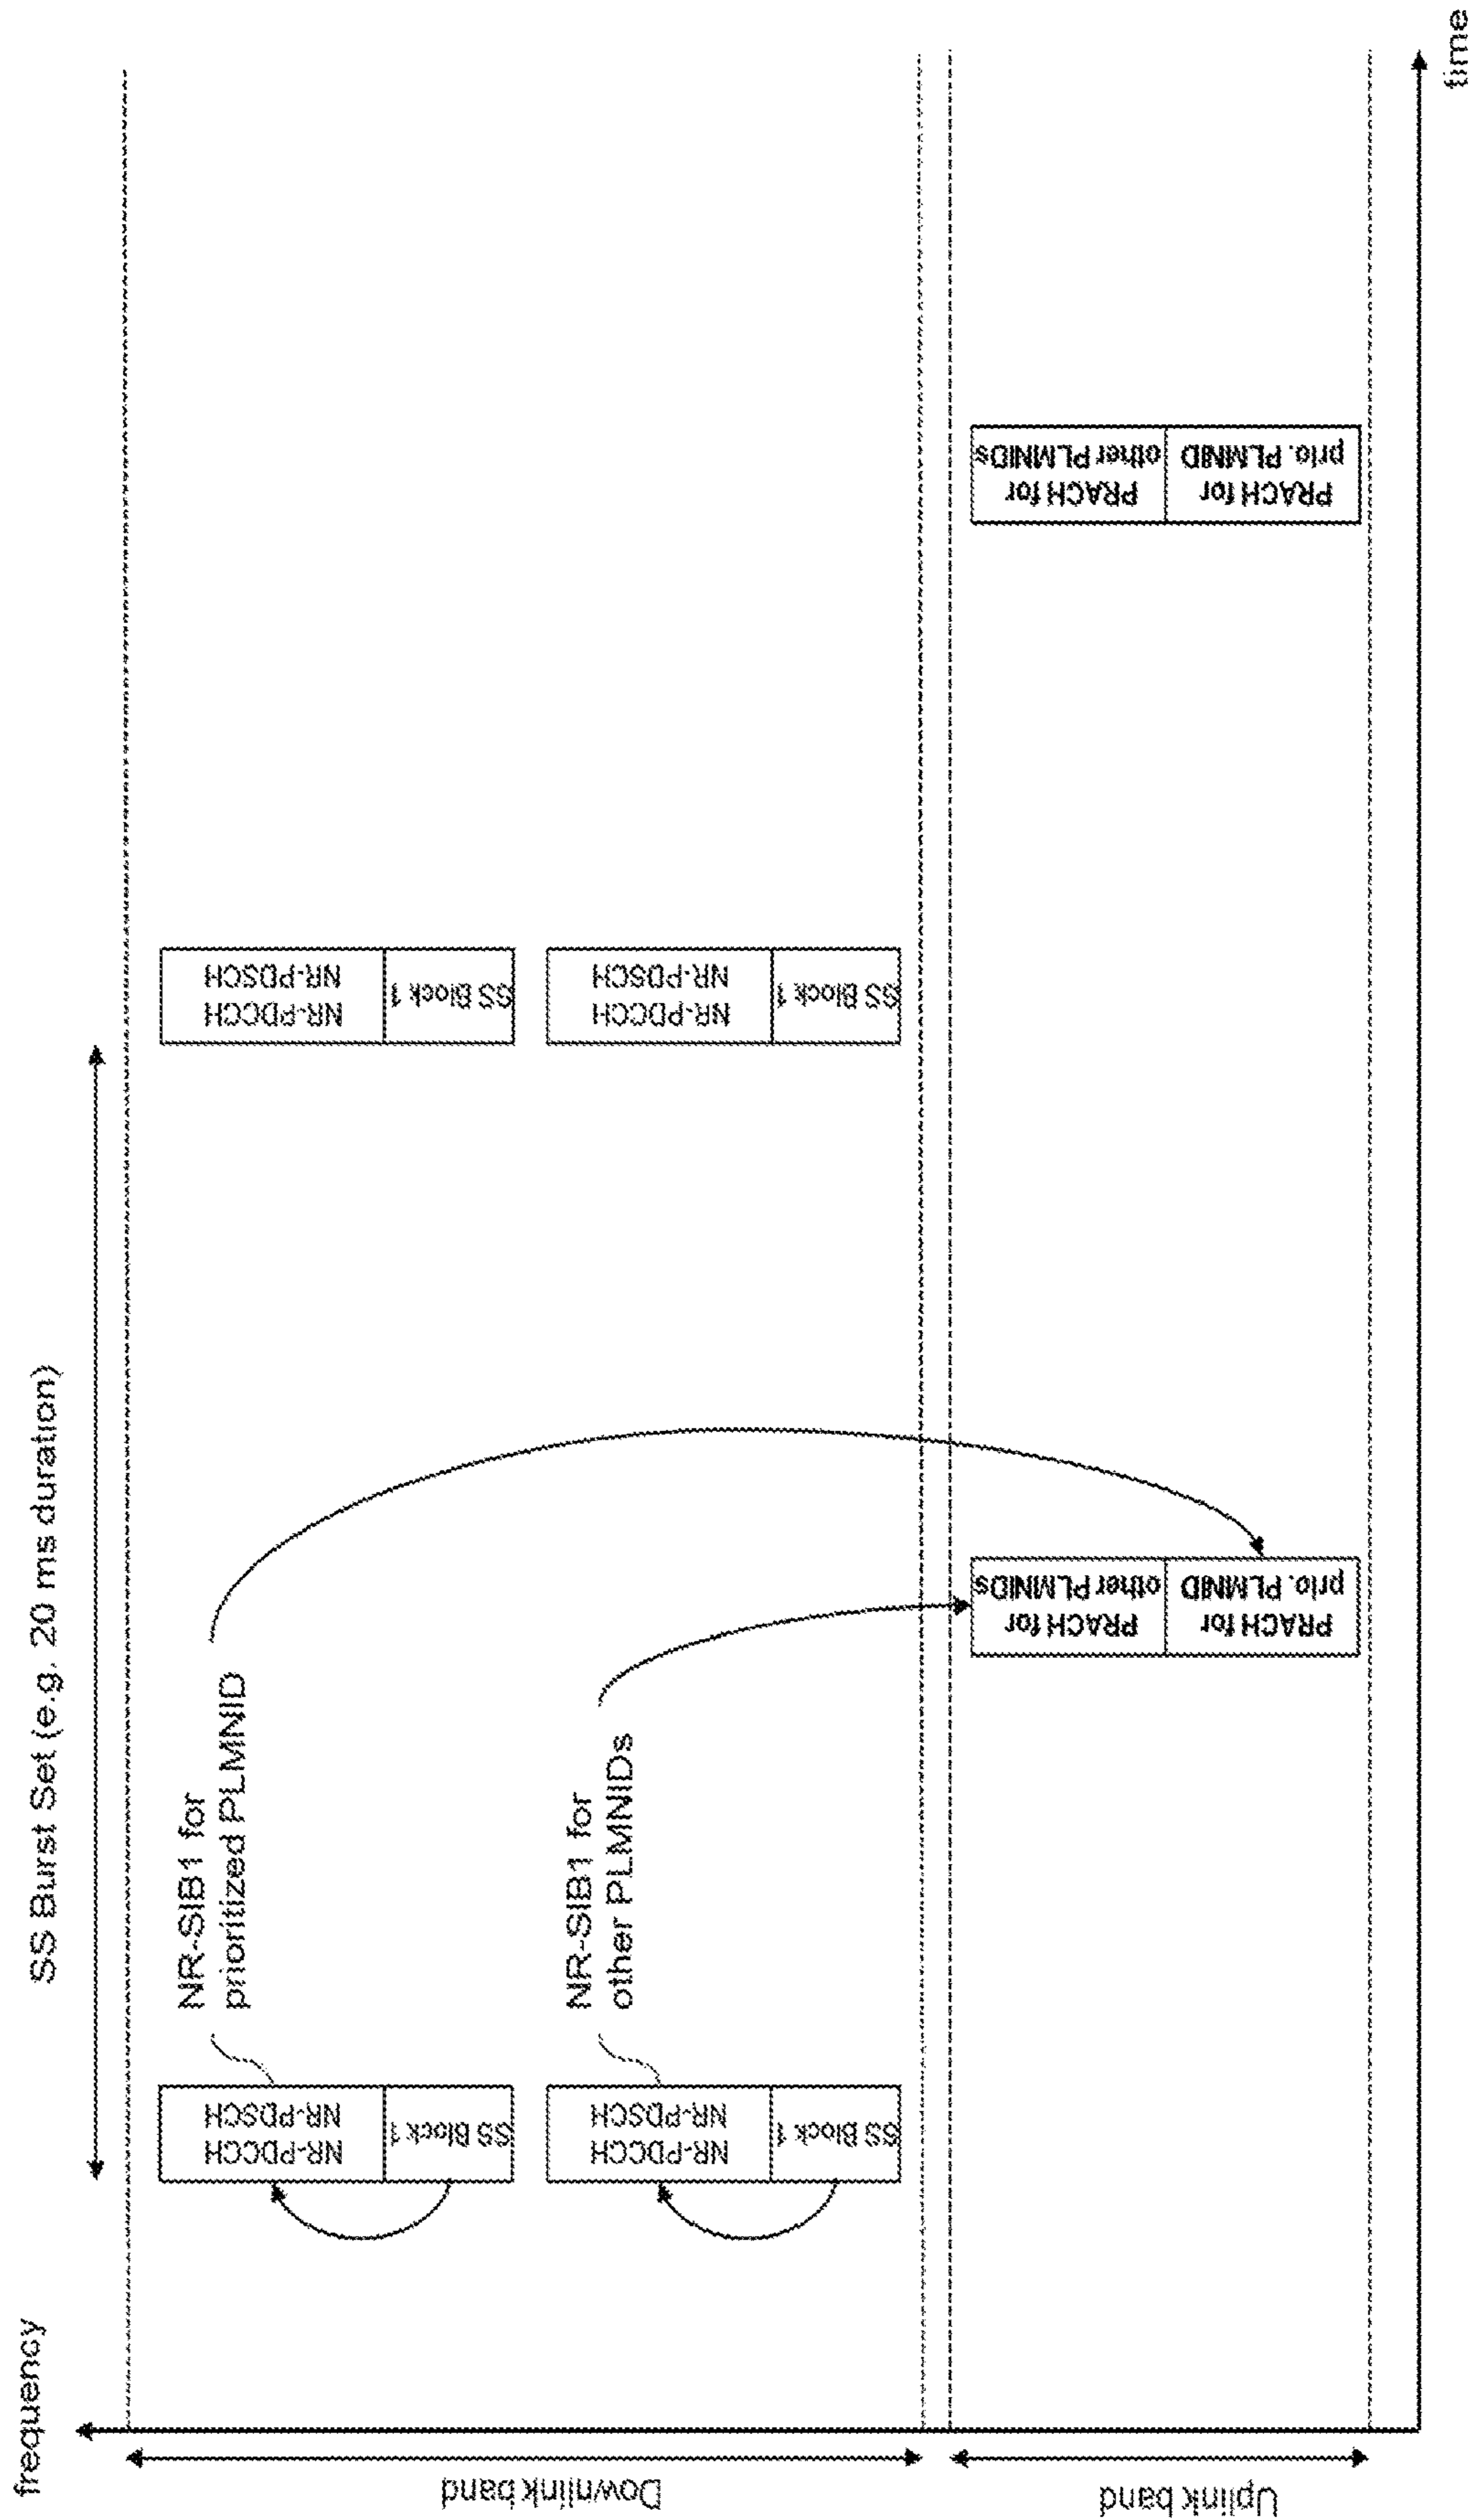 frequency
SS Burst Set (e.g. 20 ms duration)
Downlink band
NR-PDCCH
NR-PDSCH
SS Block 1
NR-SIB1 for
prioritized PLMNID
NR-PDCCH
NR-PDSCH
SS Block 1
NR-PDCCH
NR-PDSCH
SS Block 1
NR-SIB1 for
other PLMNIDs
NR-PDCCH
NR-PDSCH
SS Block 1
Uplink band
PRACH for
other PLMNIDs
PRACH for
prio. PLMNID
PRACH for
other PLMNIDs
PRACH for
prio. PLMNID
time